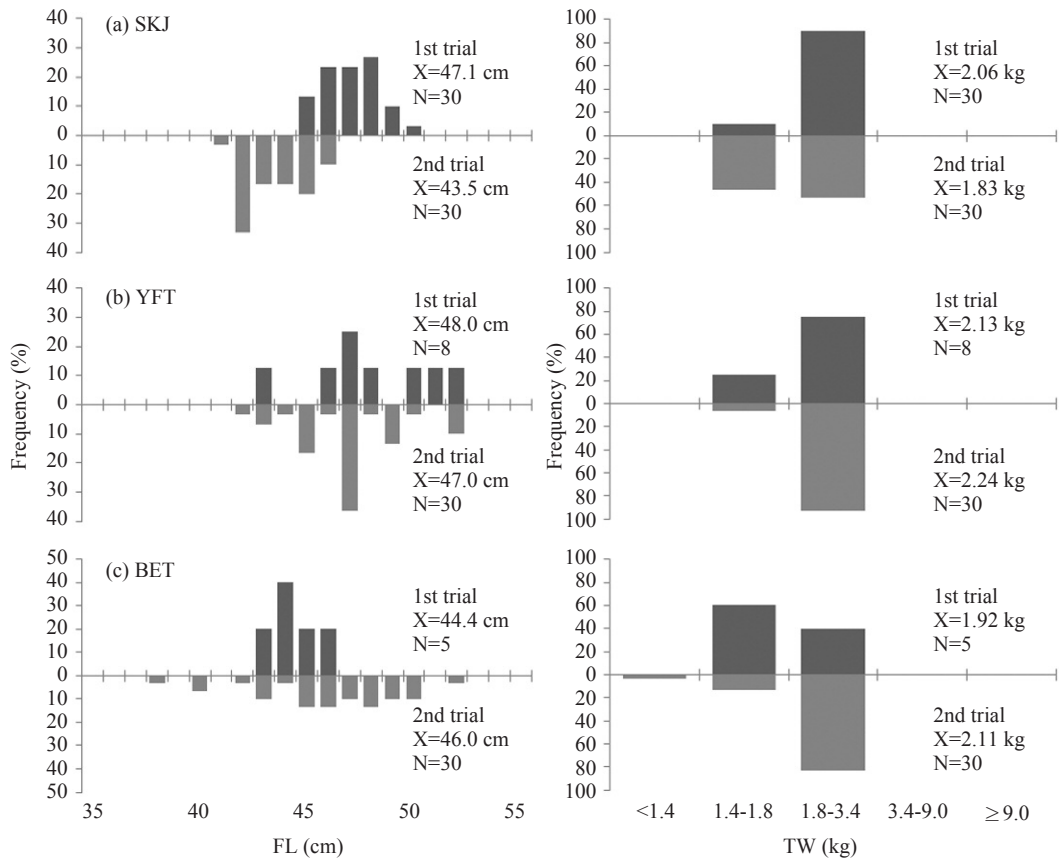 Frequency (%)
40
30
20
10
0
10
20
30
40
(a) SKJ
1st trial
X=47.1 cm
N=30
2nd trial
X=43.5 cm
N=30
100
80
60
40
20
0
20
40
60
80
100
1st trial
X=2.06 kg
N=30
2nd trial
X=1.83 kg
N=30
40
30
20
10
0
10
20
30
40
(b) YFT
1st trial
X=48.0 cm
N=8
2nd trial
X=47.0 cm
N=30
Frequency (%)
100
80
60
40
20
0
20
40
60
80
100
1st trial
X=2.13 kg
N=8
2nd trial
X=2.24 kg
N=30
50
40
30
20
10
0
10
20
30
40
50
(c) BET
1st trial
X=44.4 cm
N=5
2nd trial
X=46.0 cm
N=30
35 40 45 50 55
FL (cm)
100
80
60
40
20
0
20
40
60
80
100
1st trial
X=1.92 kg
N=5
2nd trial
X=2.11 kg
N=30
<1.4 1.4-1.8 1.8-3.4 3.4-9.0 ≥9.0
TW (kg)